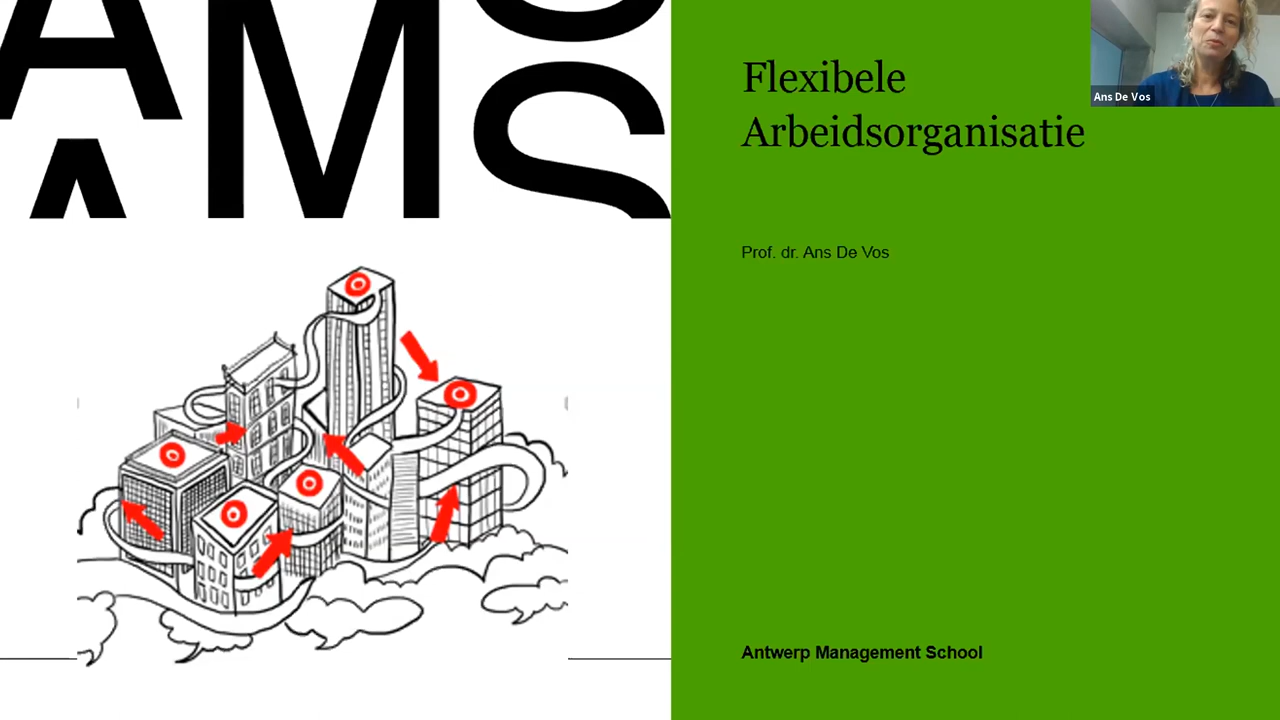 AMS
Flexibele
Arbeidsorganisatie
Ans De Vos
Prof. dr. Ans De Vos
Antwerp Management School